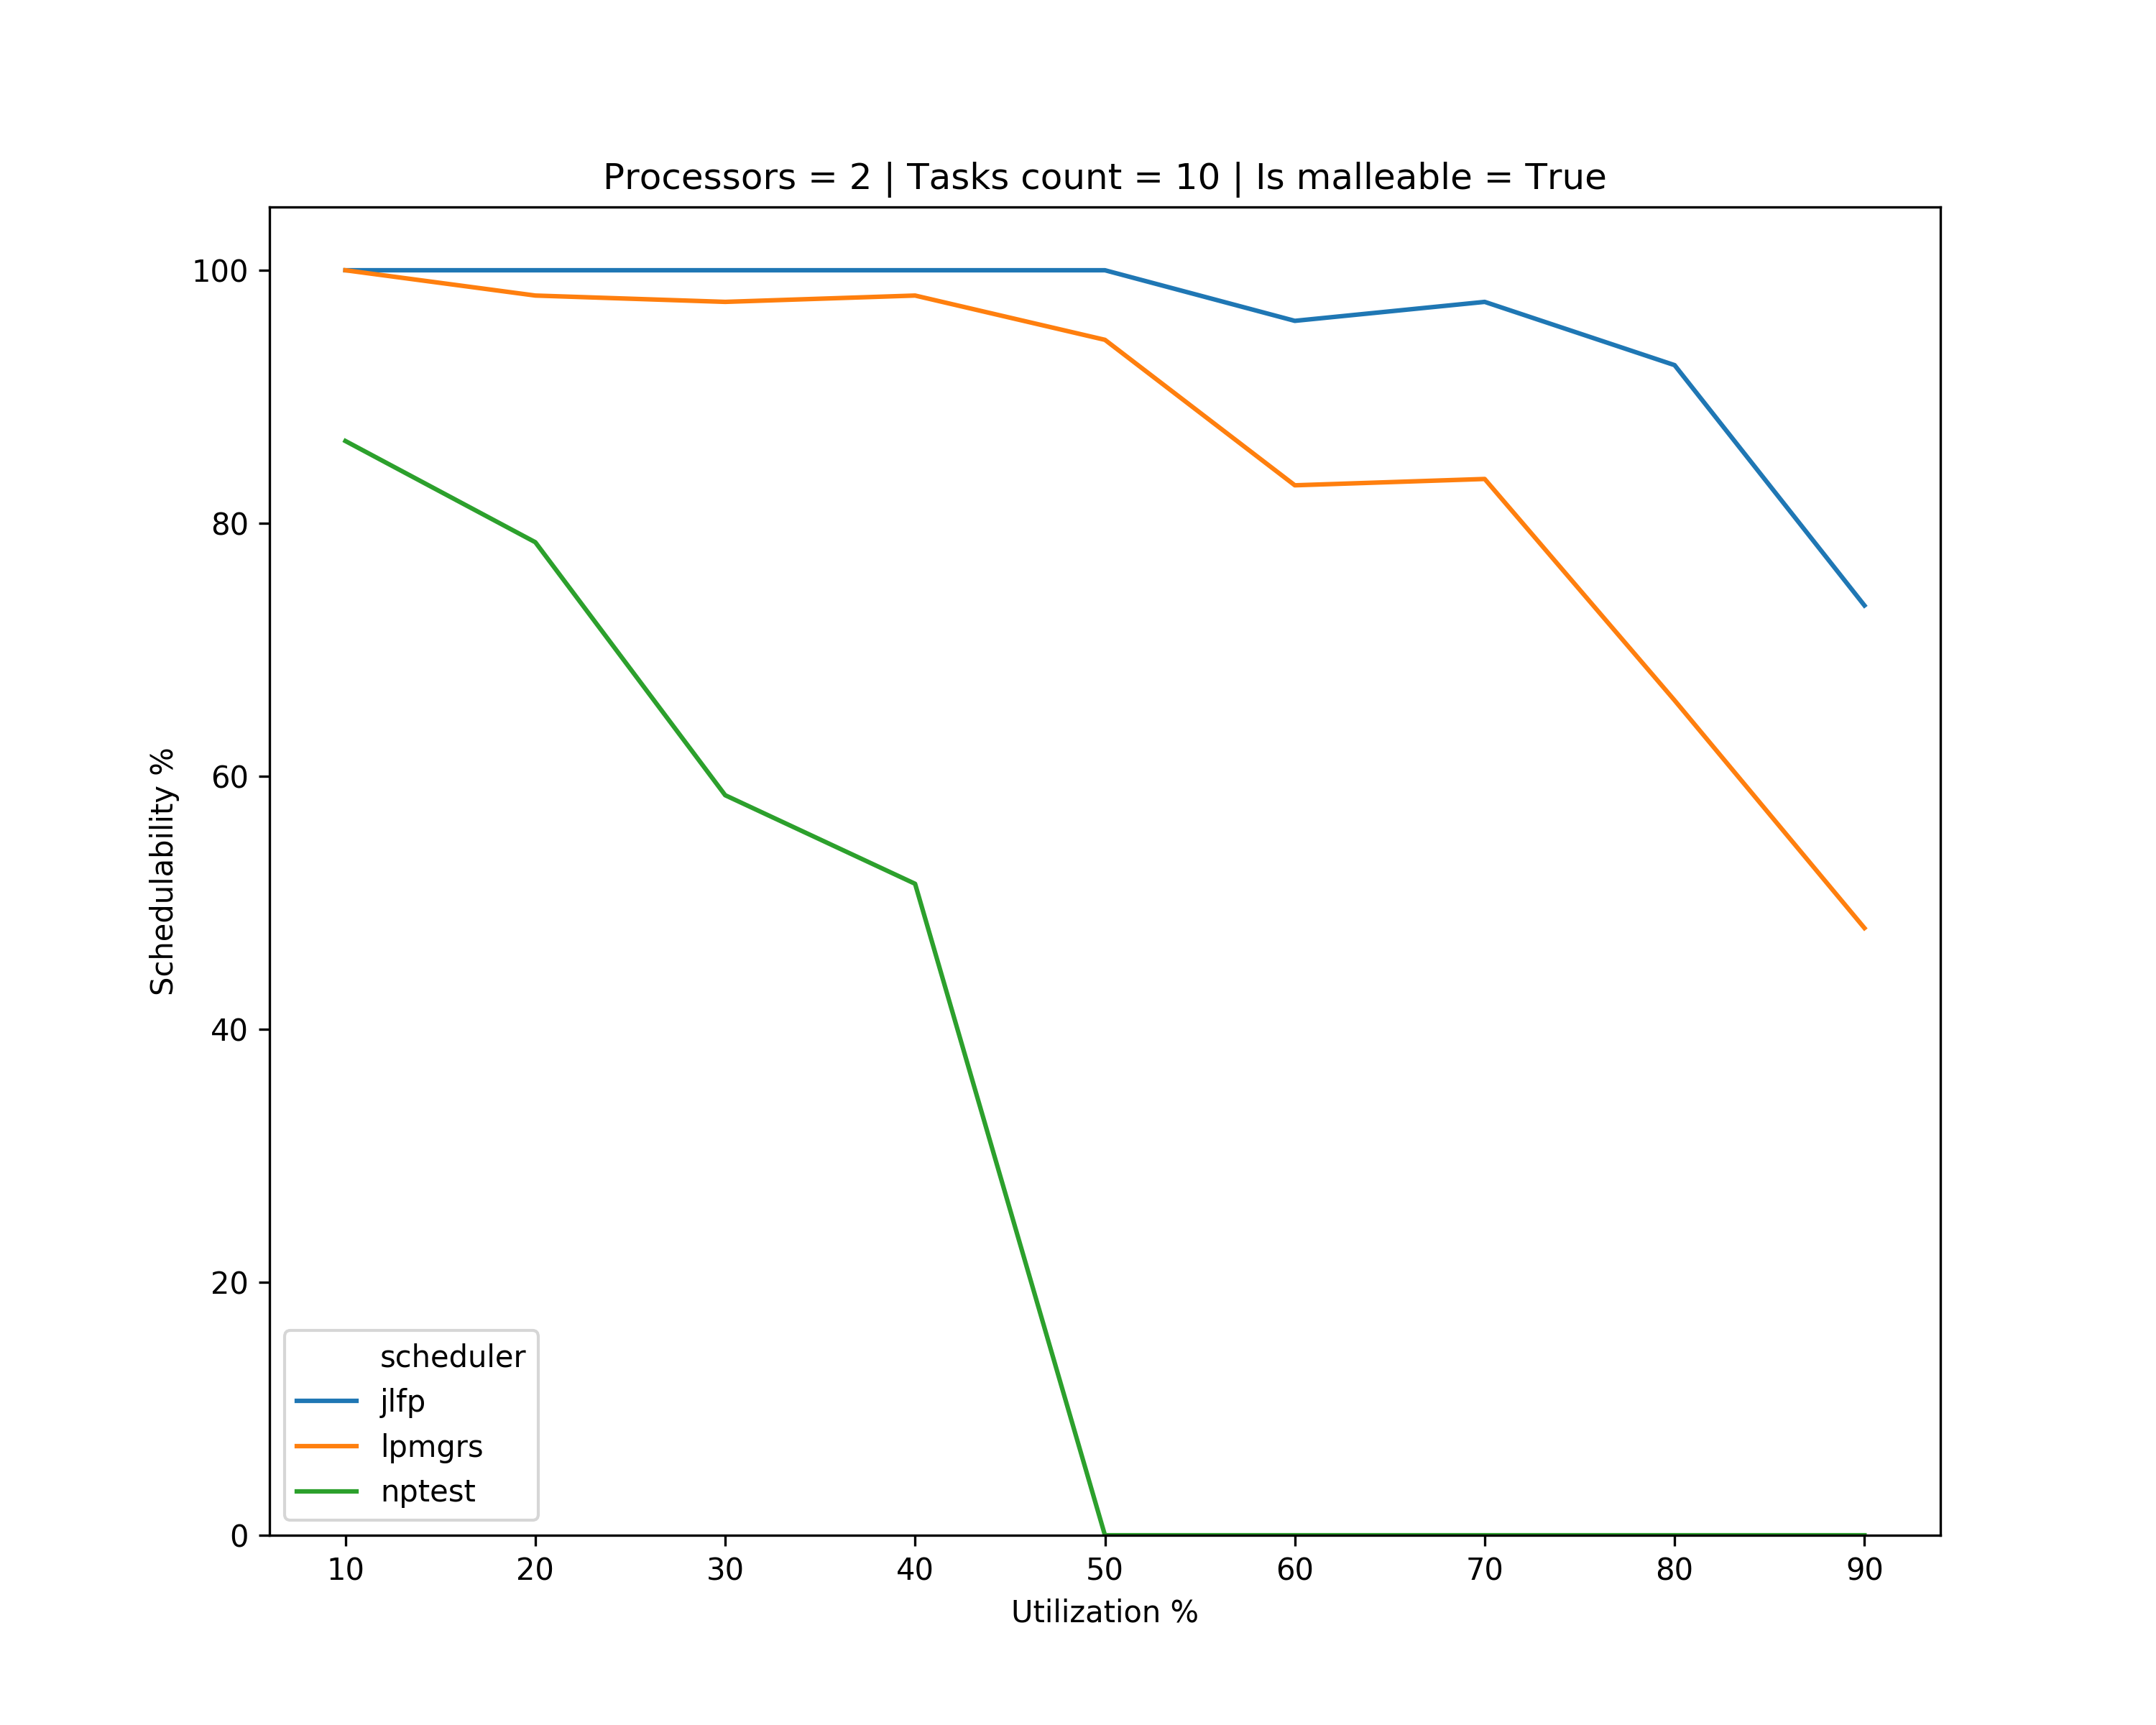 Processors = 2 | Tasks count = 10 | Is malleable = True
Schedulability %
100
80
60
40
20
0
scheduler
jlfp
lpmgrs
nptest
10 20 30 40 50 60 70 80 90
Utilization %